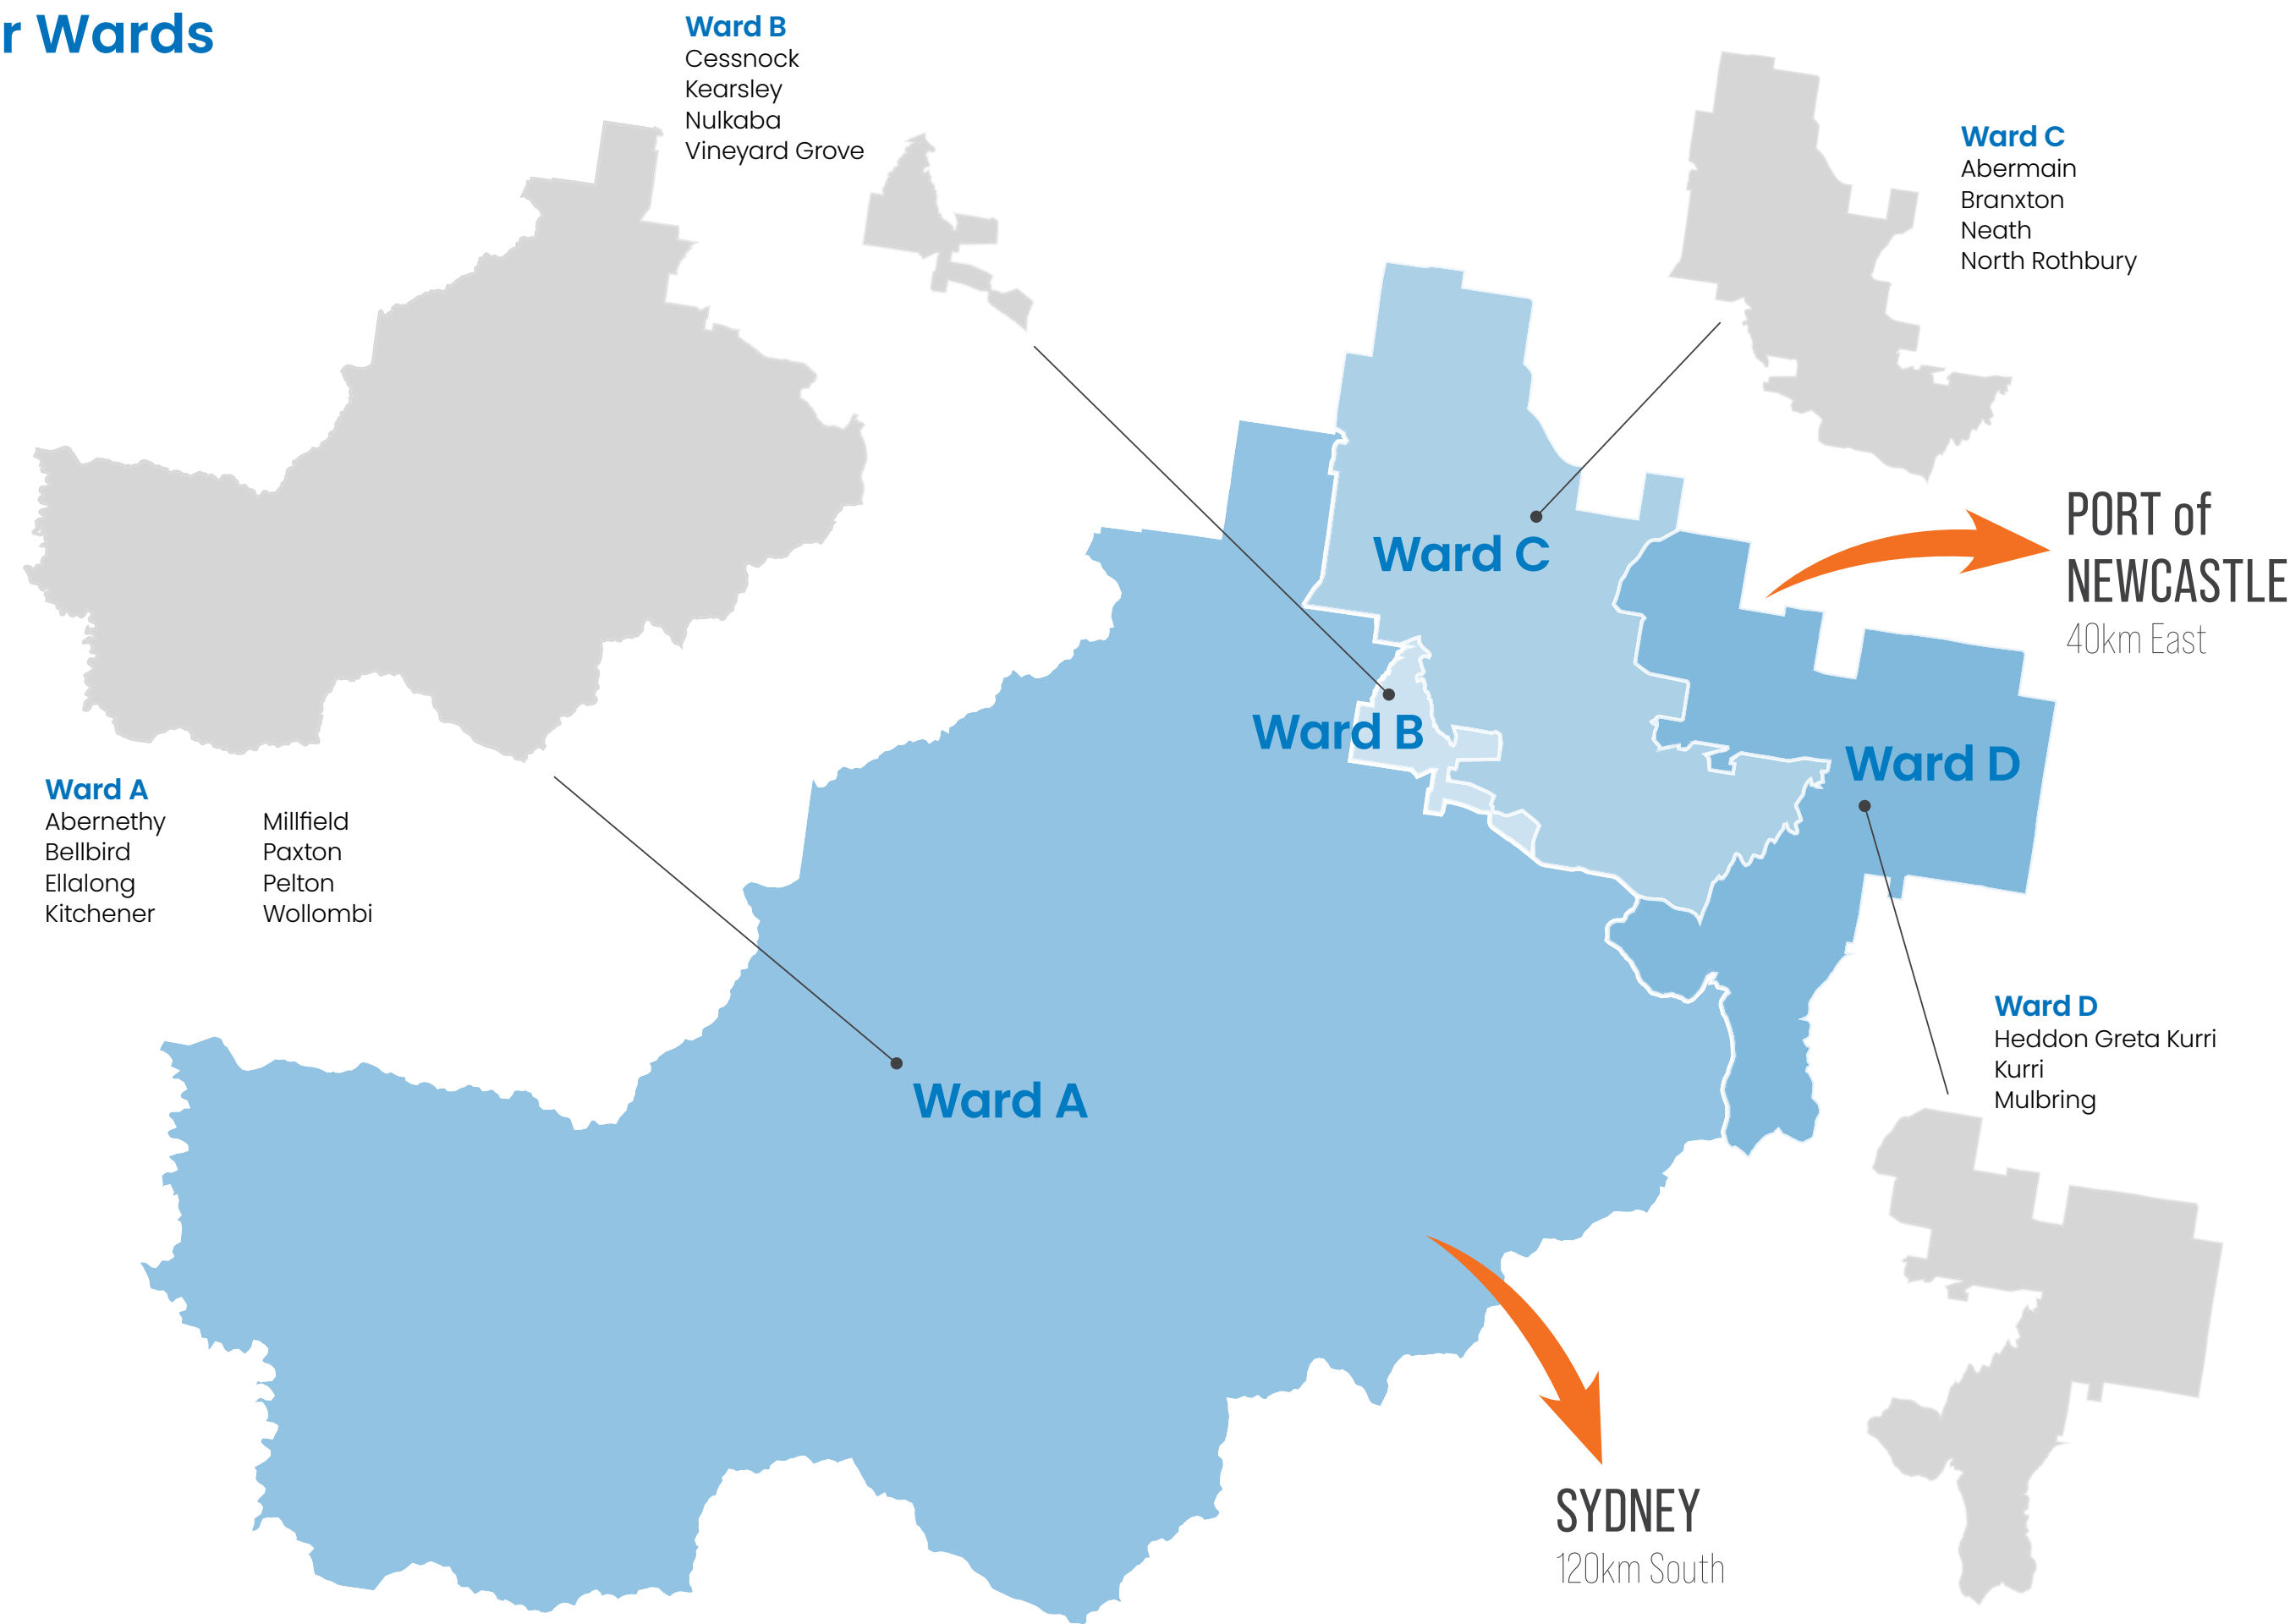 r Wards
Ward B
Cessnock
Kearsley
Nulkaba
Vineyard Grove
Ward C
Abermain
Branxton
Neath
North Rothbury
PORT of
NEWCASTLE
40km East
Ward C
Ward B
Ward D
Ward A
Abernethy
Bellbird
Ellalong
Kitchener
Millfield
Paxton
Pelton
Wollombi
Ward A
Ward D
Heddon Greta Kurri
Kurri
Mulbring
SYDNEY
120km South